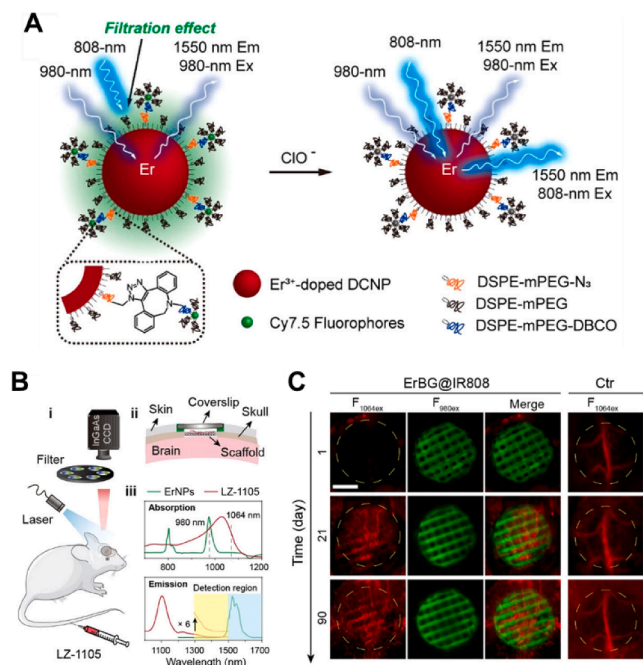 A
Filtration effect
808-nm
980-nm
1550 nm Em
980-nm Ex
Er
ClO⁻
980-nm
808-nm
1550 nm Em
980-nm Ex
Er
1550 nm Em
808-nm Ex
Er³⁺-doped DCNP
Cy7.5 Fluorophores
DSPE-mPEG-N₃
DSPE-mPEG
DSPE-mPEG-DBCO
B
i
InGaAs
CCD
Filter
Laser
LZ-1105
ii
Coverslip
Skin
Skull
Brain
Scaffold
iii
ErNPs
LZ-1105
Absorption
1064 nm
980 nm
800 1000 1200
Emission
Detection
region
× 6
1100 1300 1500 1700
Wavelength (nm)
C
ErBG@IR808
Ctr
F1064ex
F980ex
Merge
F1064ex
Time (day)
1
21
90